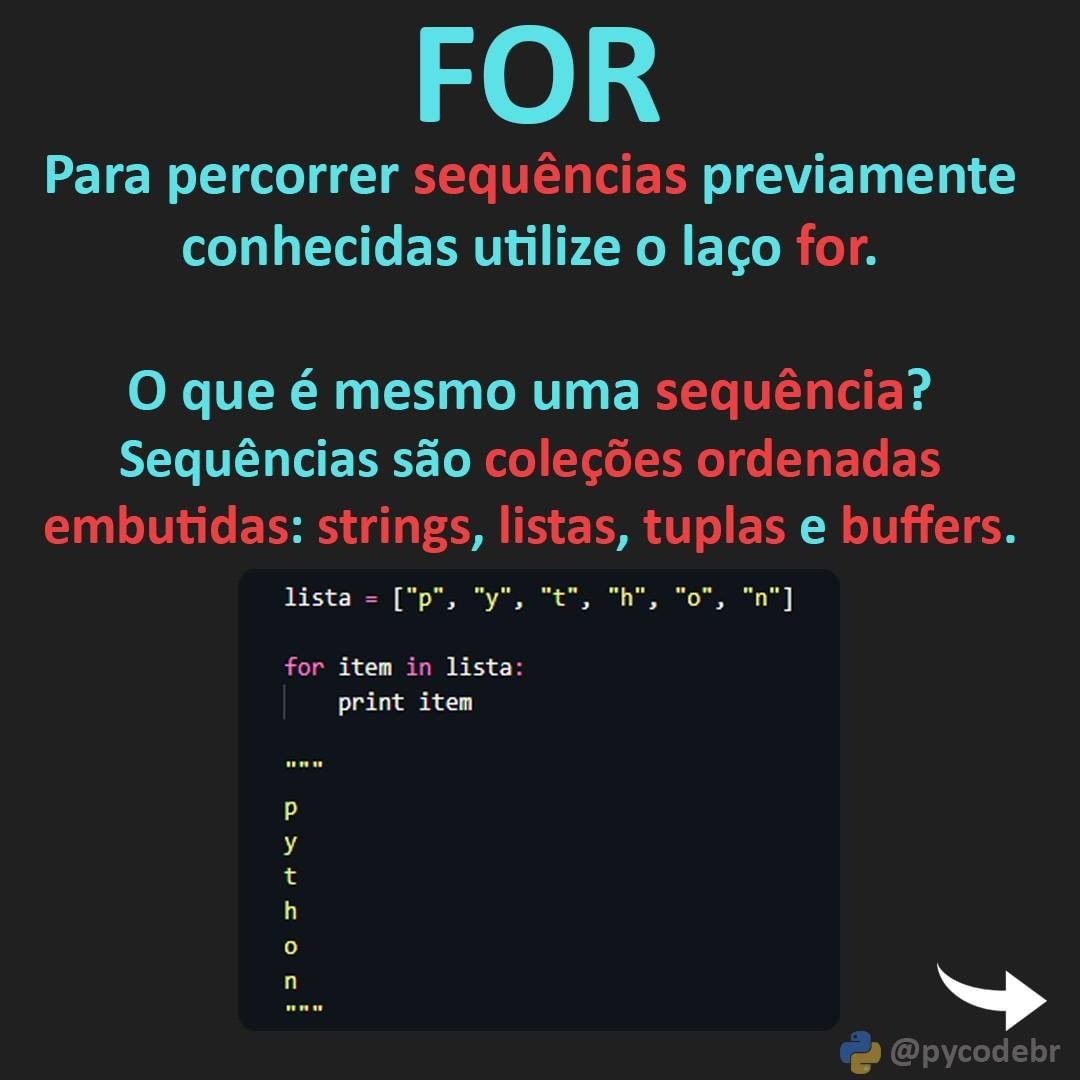 FOR
Para percorrer sequências previamente
conhecidas utilize o laço for.
O que é mesmo uma sequência?
Sequências são coleções ordenadas
embutidas: strings, listas, tuplas e buffers.
lista = ["p", "y", "t", "h", "o", "n"]
for item in lista:
    print item
"""
p
y
t
h
o
n
"""
@pycodebr